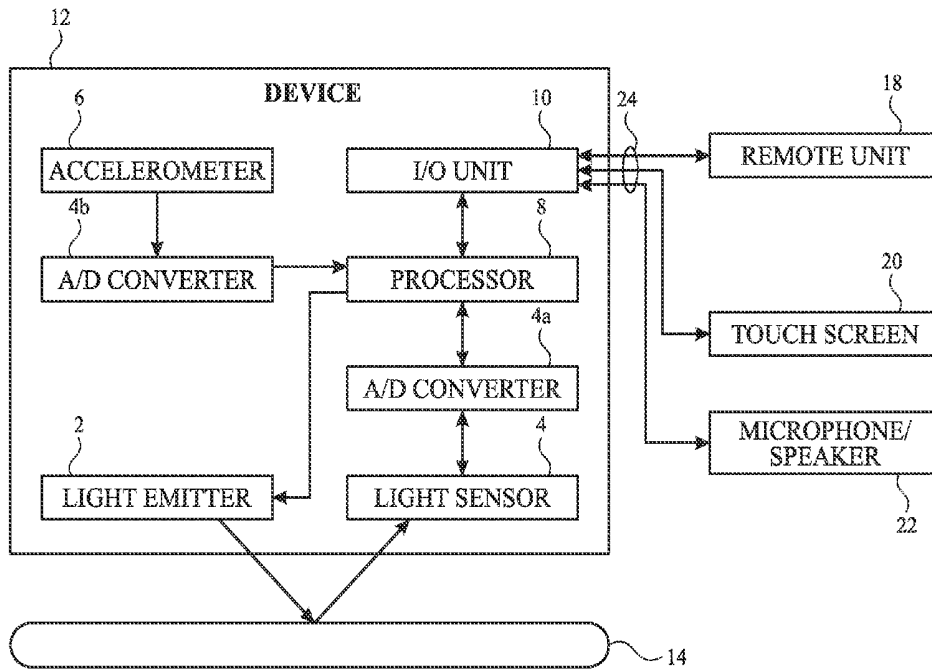 12
DEVICE
6
10
24
18
ACCELEROMETER
I/O UNIT
REMOTE UNIT
4b
8
A/D CONVERTER
PROCESSOR
20
4a
TOUCH SCREEN
A/D CONVERTER
2
4
MICROPHONE/
SPEAKER
LIGHT EMITTER
LIGHT SENSOR
22
14